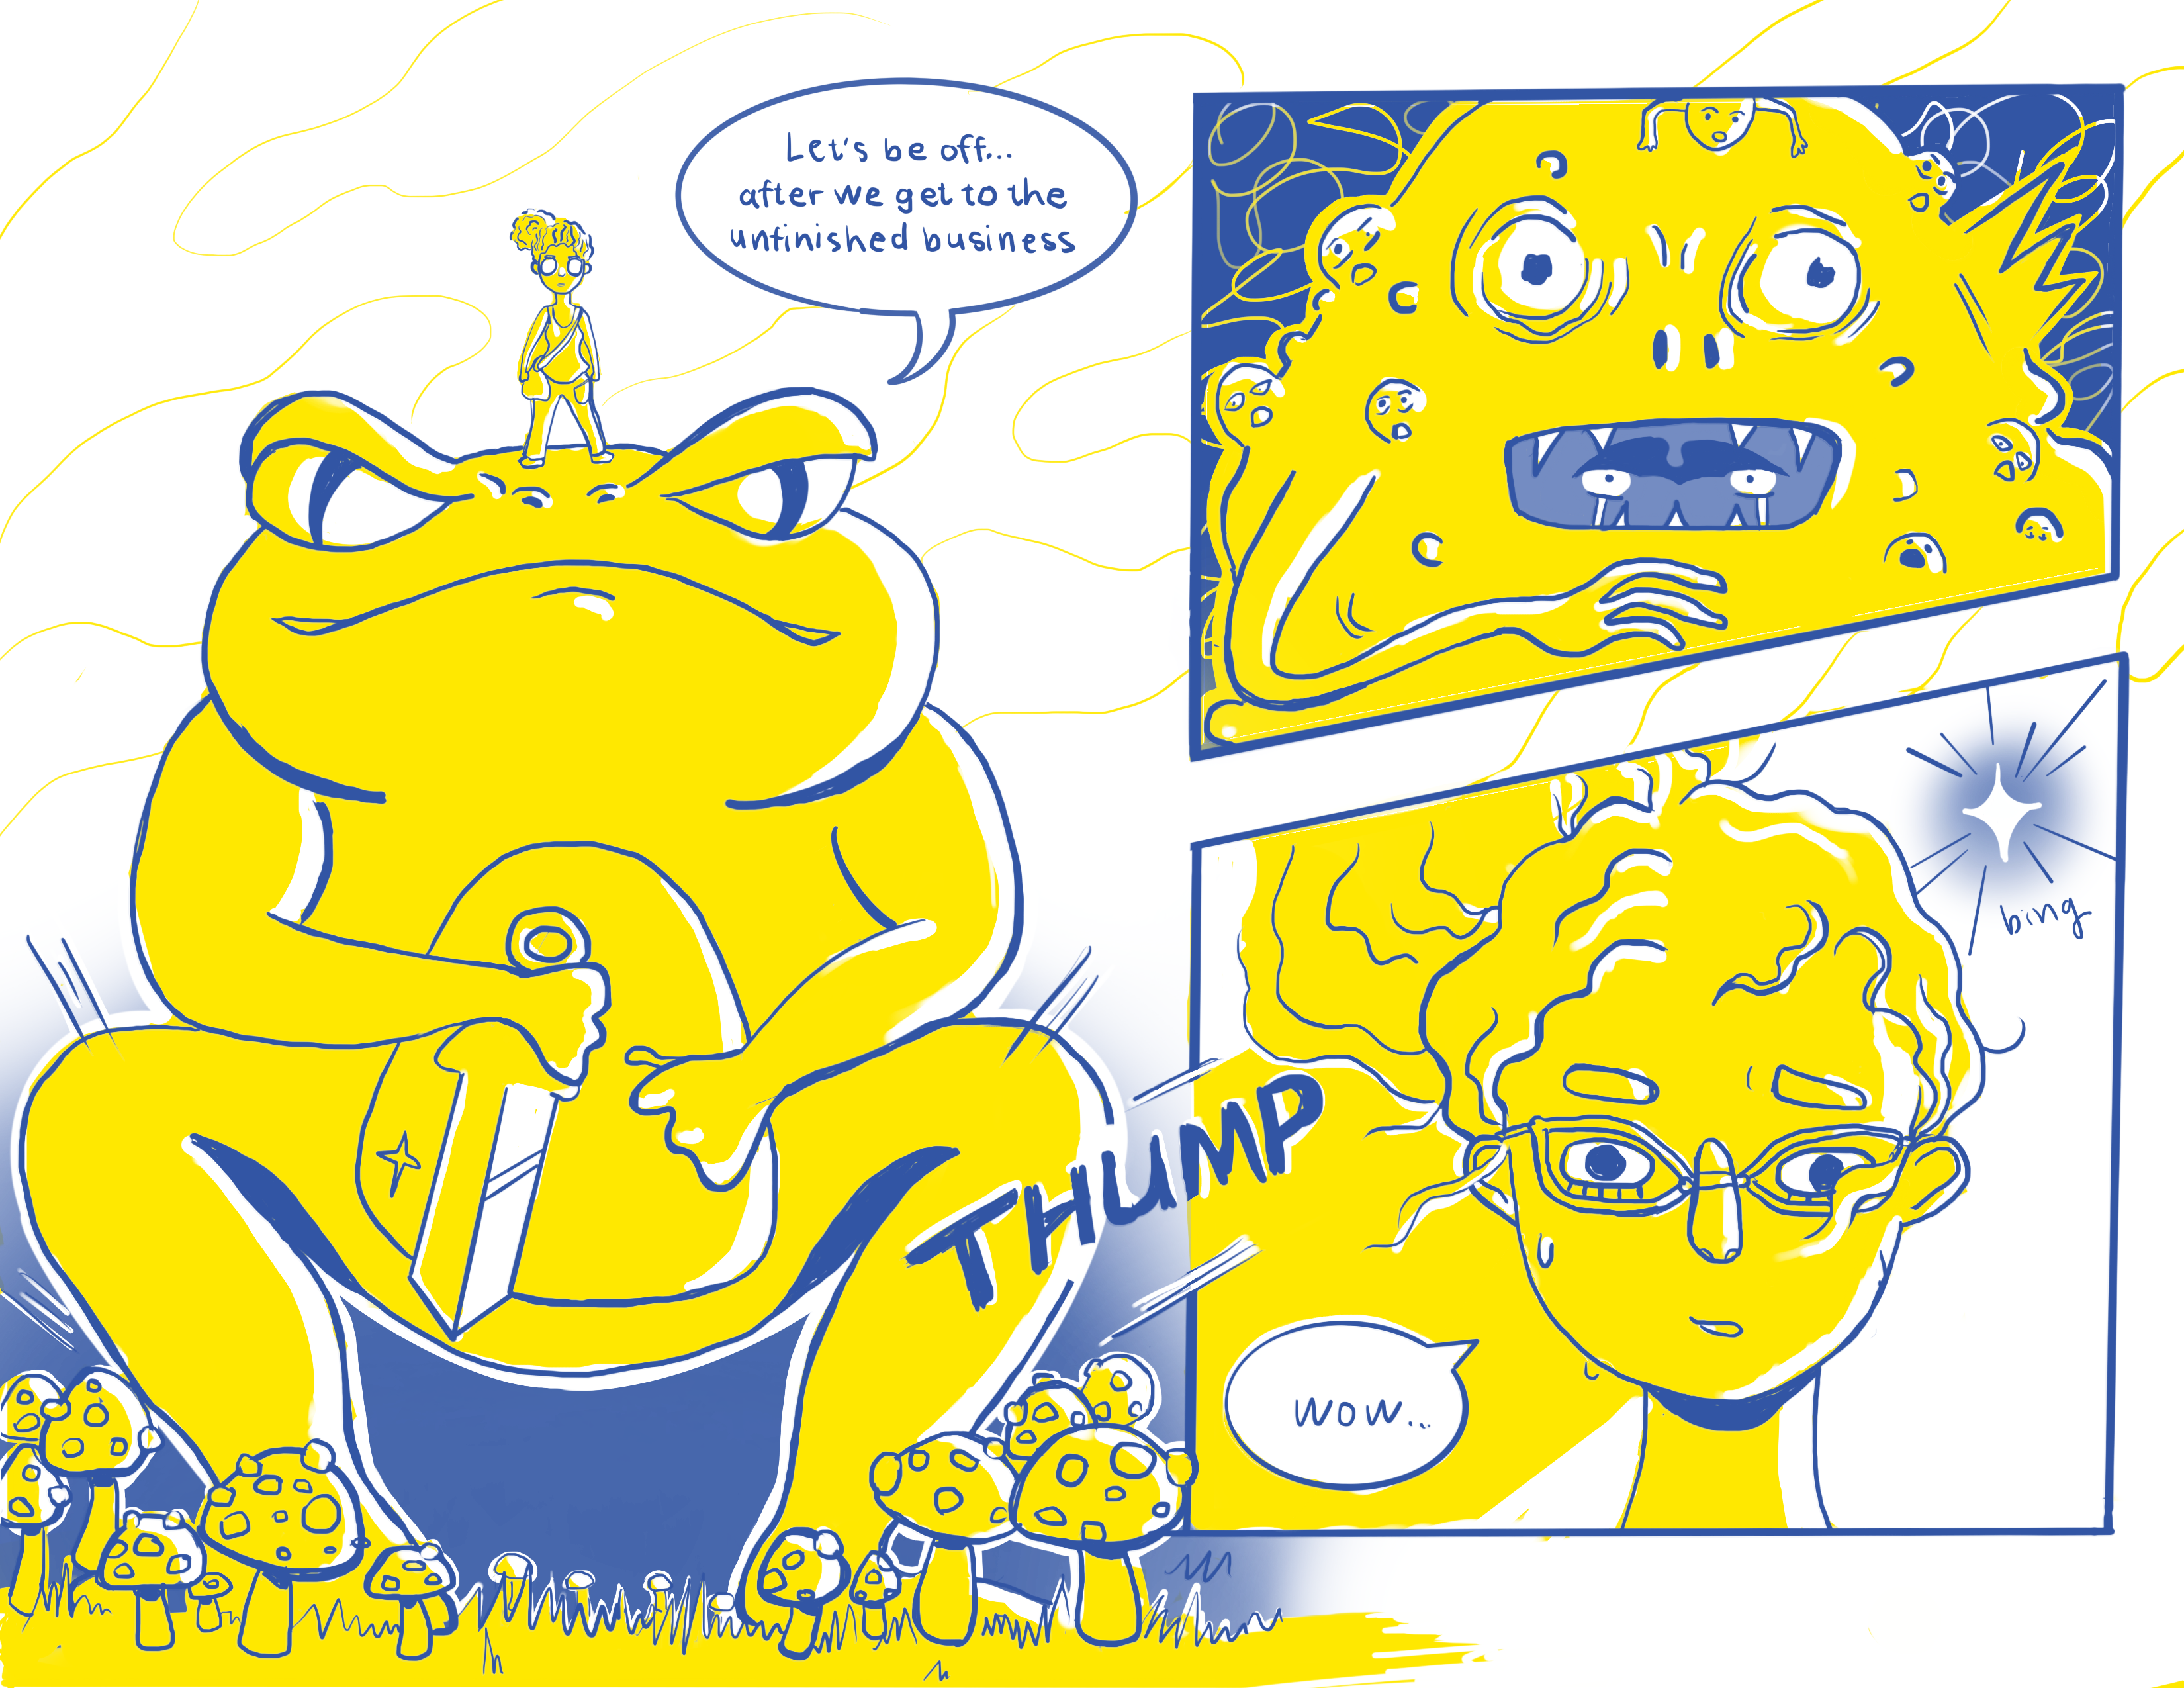 Let's be off...
after we get to the
unfinished business
THUMP
bing
wow...